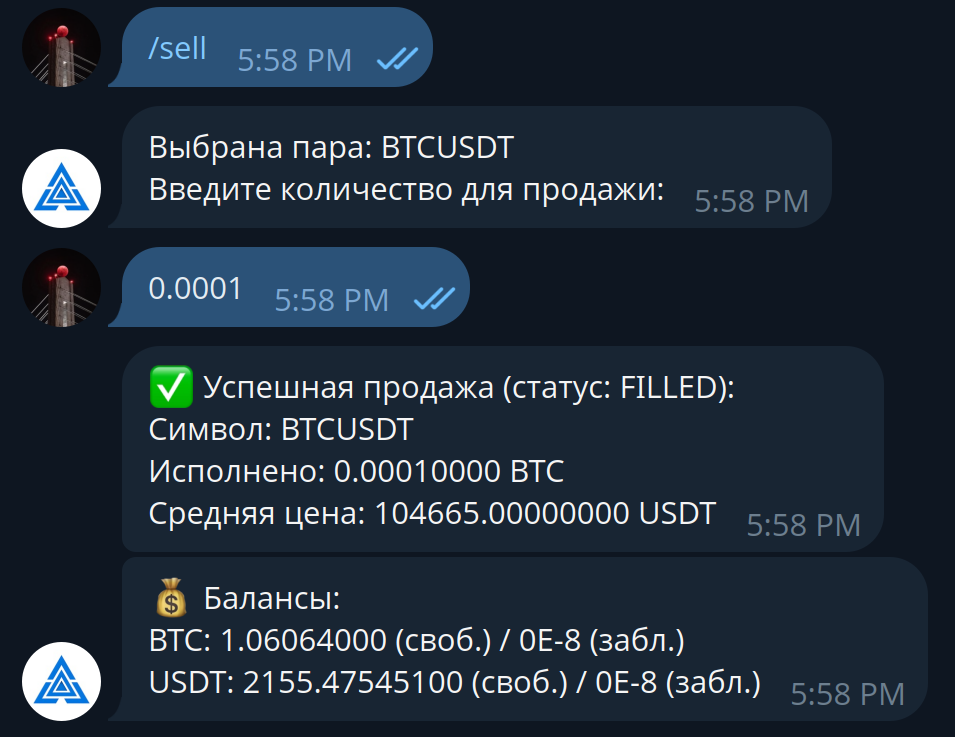 /sell 5:58 PM
Выбрана пара: BTCUSDT
Введите количество для продажи: 5:58 PM
0.0001 5:58 PM
✅ Успешная продажа (статус: FILLED):
Символ: BTCUSDT
Исполнено: 0.00010000 BTC
Средняя цена: 104665.00000000 USDT 5:58 PM
💰 Балансы:
BTC: 1.06064000 (своб.) / 0E-8 (забл.)
USDT: 2155.47545100 (своб.) / 0E-8 (забл.) 5:58 PM